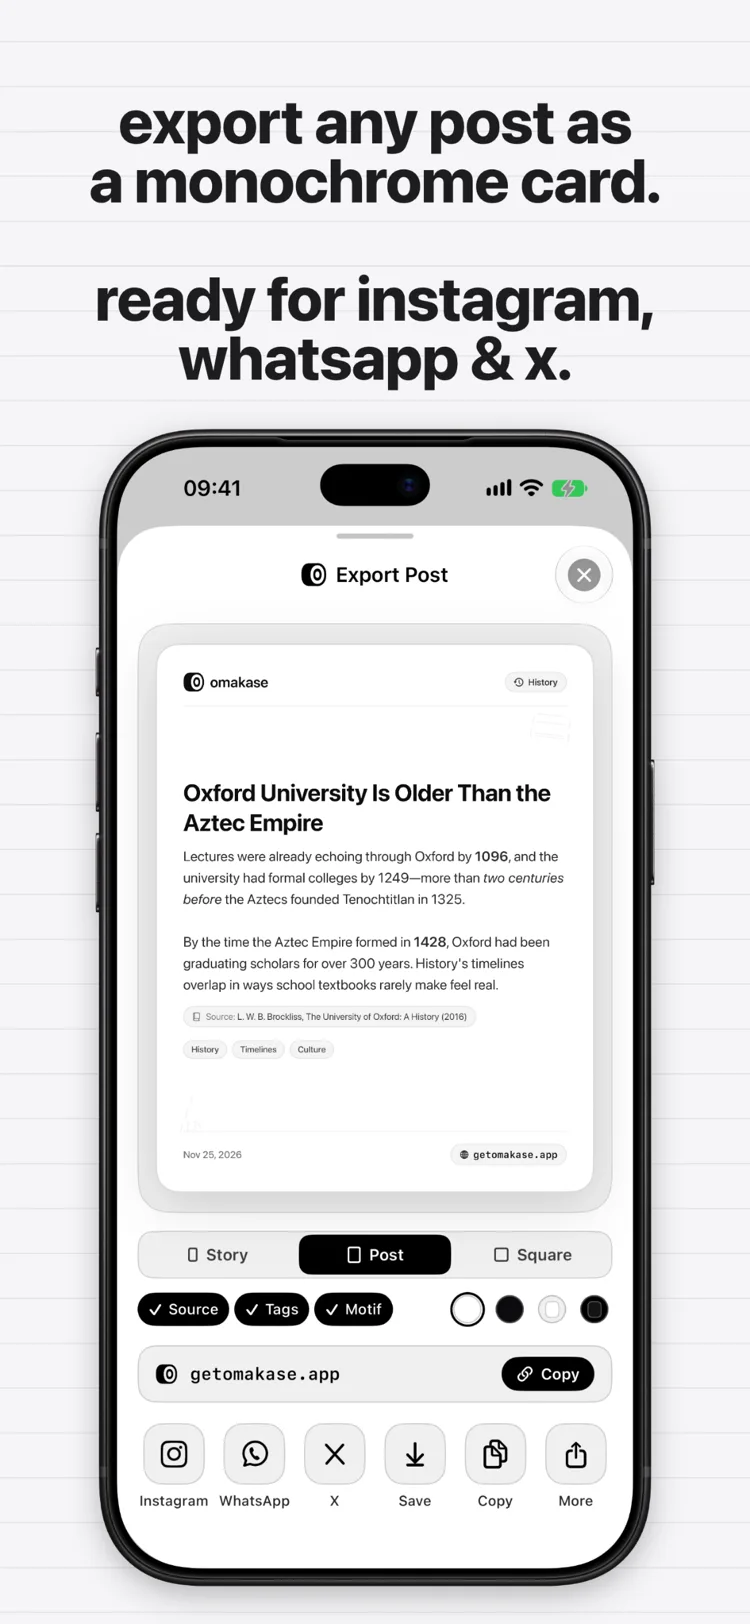 export any post as
a monochrome card.
ready for instagram,
whatsapp & x.
09:41
Export Post
omakase
History
Oxford University Is Older Than the
Aztec Empire
Lectures were already echoing through Oxford by 1096, and the
university had formal colleges by 1249—more than two centuries
before the Aztecs founded Tenochtitlan in 1325.
By the time the Aztec Empire formed in 1428, Oxford had been
graduating scholars for over 300 years. History's timelines
overlap in ways school textbooks rarely make feel real.
Source: L. W. B. Brockliss, The University of Oxford: A History (2016)
History Timelines Culture
Nov 25, 2026
getomakase.app
Story Post Square
Source Tags Motif
getomakase.app
Copy
Instagram WhatsApp X Save Copy More